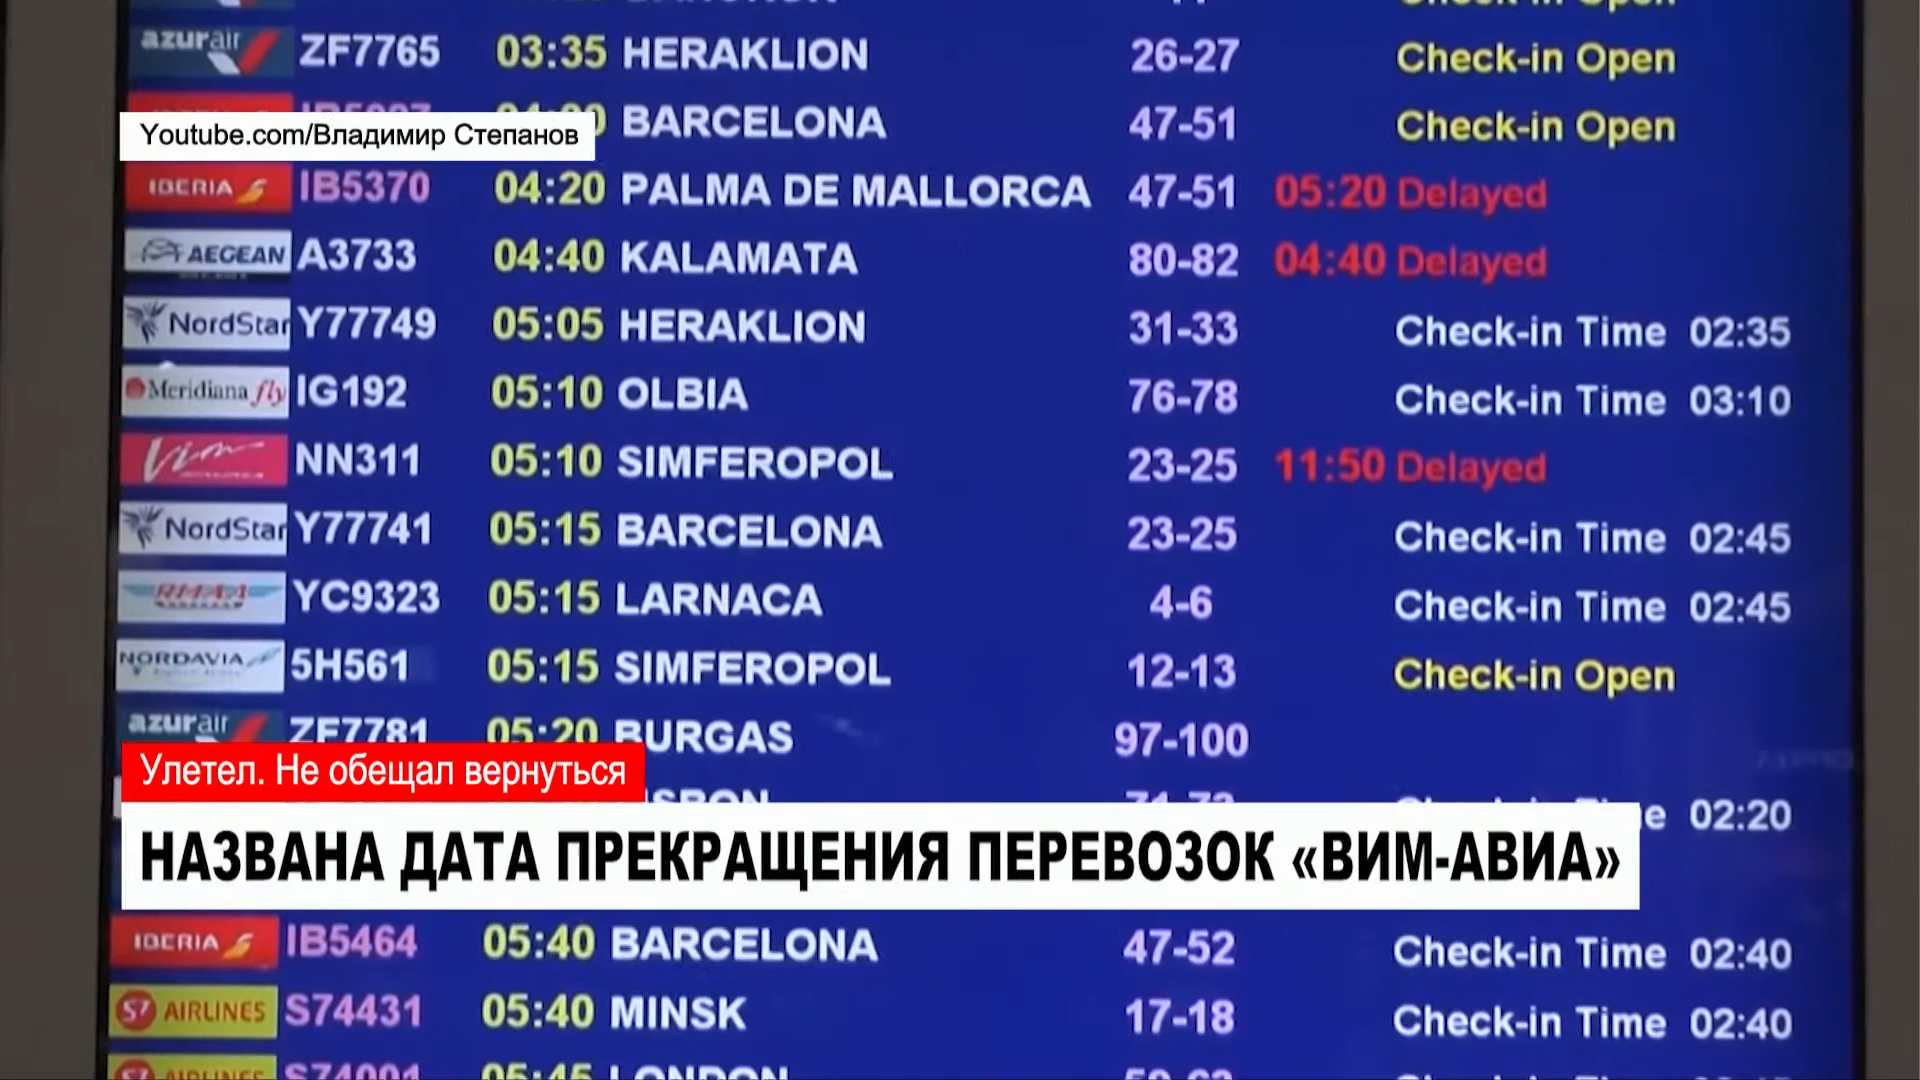 Check-in Open
azurair ZF7765 03:35 HERAKLION 26-27 Check-in Open
BARCELONA 47-51 Check-in Open
Youtube.com/Владимир Степанов
IBERIA IB5370 04:20 PALMA DE MALLORCA 47-51 05:20 Delayed
AEGEAN A3733 04:40 KALAMATA 80-82 04:40 Delayed
NordStar Y77749 05:05 HERAKLION 31-33 Check-in Time 02:35
Meridiana fly IG192 05:10 OLBIA 76-78 Check-in Time 03:10
Vim NN311 05:10 SIMFEROPOL 23-25 11:50 Delayed
NordStar Y77741 05:15 BARCELONA 23-25 Check-in Time 02:45
YC9323 05:15 LARNACA 4-6 Check-in Time 02:45
NORDAVIA 5H561 05:15 SIMFEROPOL 12-13 Check-in Open
azurair ZF7781 05:20 BURGAS 97-100
Улетел. Не обещал вернуться
02:20
НАЗВАНА ДАТА ПРЕКРАЩЕНИЯ ПЕРЕВОЗОК «ВИМ-АВИА»
IBERIA IB5464 05:40 BARCELONA 47-52 Check-in Time 02:40
S7 AIRLINES S74431 05:40 MINSK 17-18 Check-in Time 02:40
05:45 LONDON